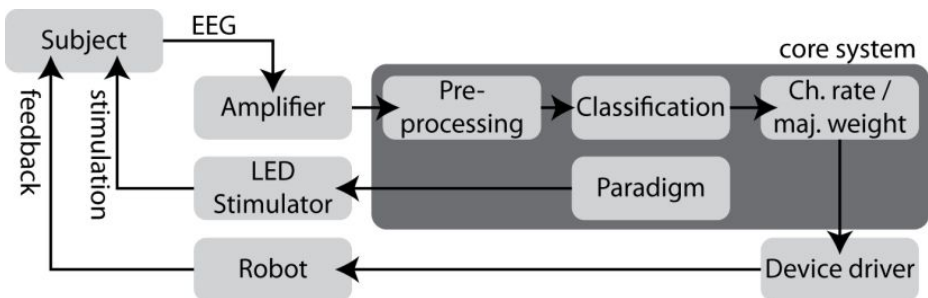 Subject
EEG
core system
feedback
stimulation
Amplifier
Pre-
processing
Classification
Ch. rate /
maj. weight
LED
Stimulator
Paradigm
Robot
Device driver